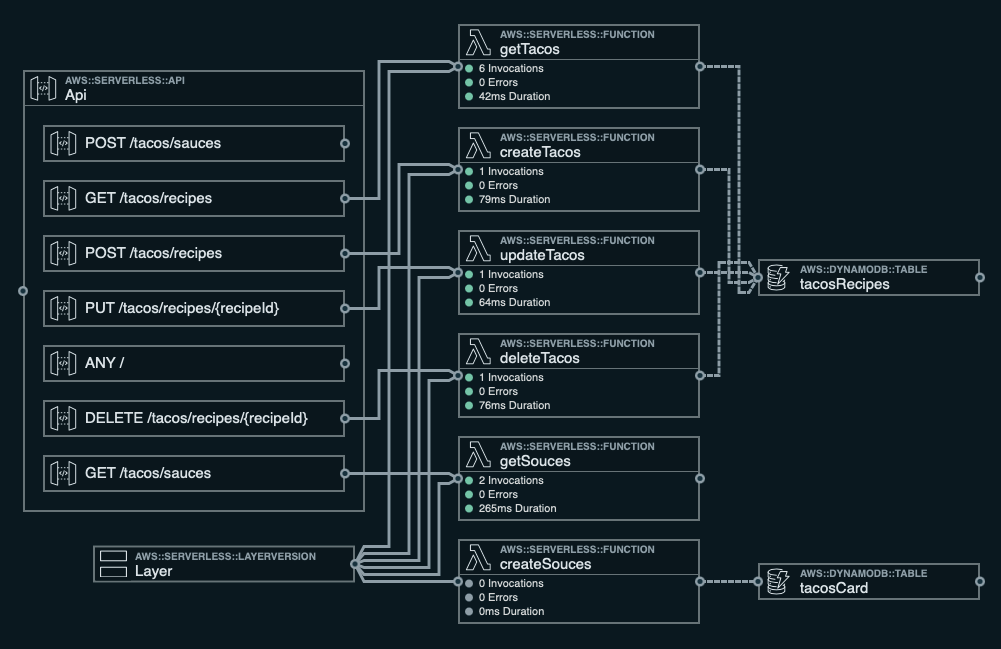 AWS::SERVERLESS::API
Api
POST /tacos/sauces
GET /tacos/recipes
POST /tacos/recipes
PUT /tacos/recipes/{recipeId}
ANY /
DELETE /tacos/recipes/{recipeId}
GET /tacos/sauces
AWS::SERVERLESS::LAYERVERSION
Layer
AWS::SERVERLESS::FUNCTION
getTacos
6 Invocations
0 Errors
42ms Duration
AWS::SERVERLESS::FUNCTION
createTacos
1 Invocations
0 Errors
79ms Duration
AWS::SERVERLESS::FUNCTION
updateTacos
1 Invocations
0 Errors
64ms Duration
AWS::SERVERLESS::FUNCTION
deleteTacos
1 Invocations
0 Errors
76ms Duration
AWS::SERVERLESS::FUNCTION
getSouces
2 Invocations
0 Errors
265ms Duration
AWS::SERVERLESS::FUNCTION
createSouces
0 Invocations
0 Errors
0ms Duration
AWS::DYNAMODB::TABLE
tacosRecipes
AWS::DYNAMODB::TABLE
tacosCard